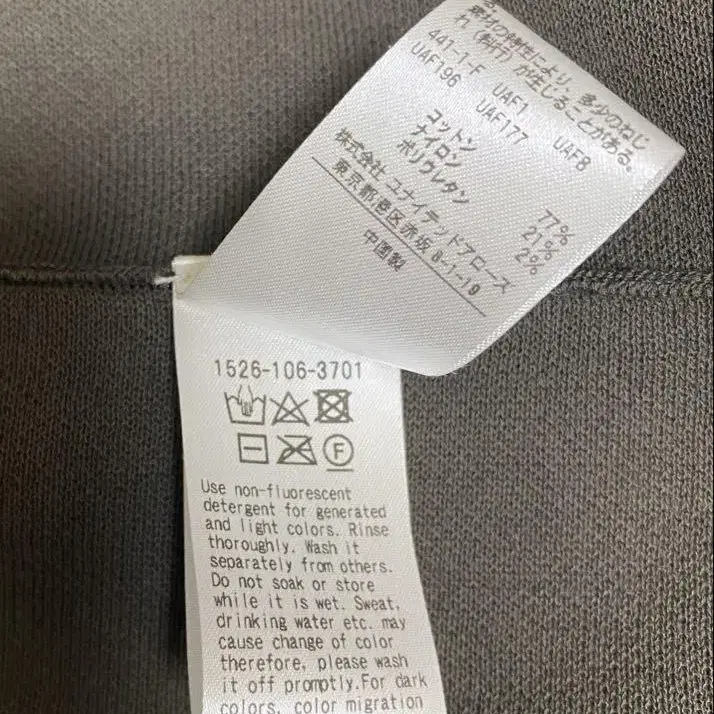 素材の特性により、多少のねじ
れ（斜行）が生じることがある。
441-1-F UAF1 UAF8
UAF196 UAF177
コットン 77%
ナイロン 21%
ポリウレタン 2%
株式会社 ユナイテッドアローズ
東京都港区赤坂8-1-19
中国製
1526-106-3701
F
Use non-fluorescent
detergent for generated
and light colors. Rinse
thoroughly. Wash it
separately from others.
Do not soak or store
while it is wet. Sweat,
drinking water etc. may
cause change of color
therefore, please wash
it off promptly.For dark
colors, color migration